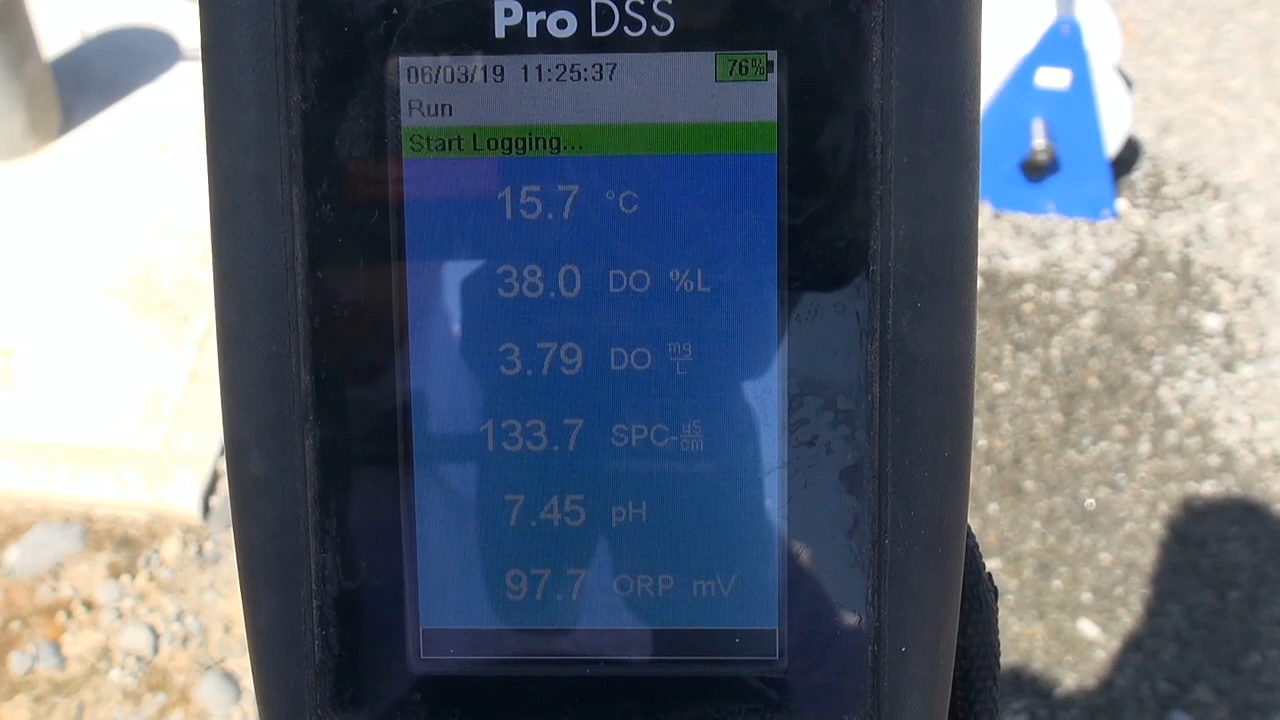 Pro DSS
06/03/19 11:25:37 76%
Run
Start Logging...
15.7 °C
38.0 DO %L
3.79 DO mg/L
133.7 SPC-uS/cm
7.45 pH
97.7 ORP mV